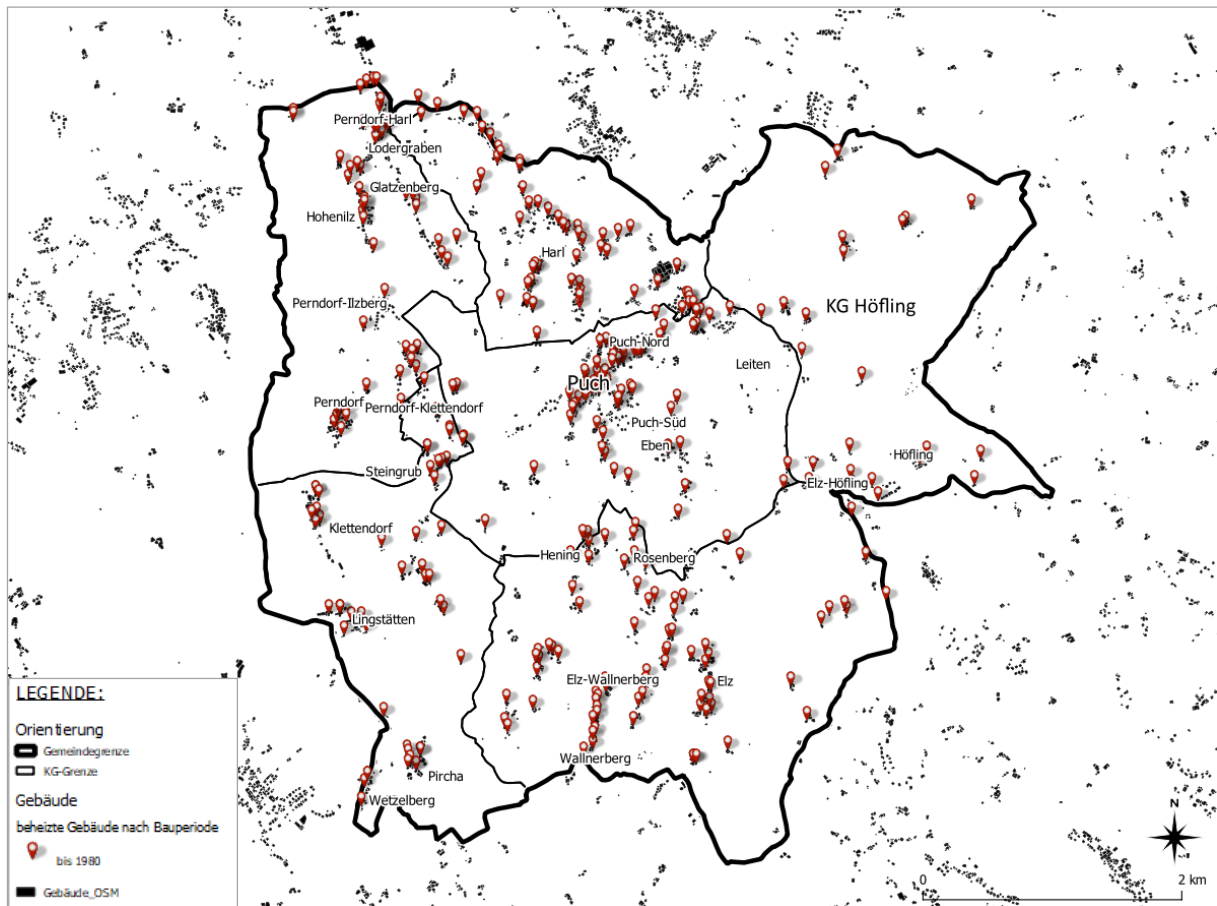 Perndorf-Harl
Lodergraben
Glatzenberg
Hohenilz
Harl
Perndorf-Ilzberg
KG Höfling
Puch-Nord
Leiten
Puch
Perndorf
Perndorf-Klettendorf
Puch-Süd
Eben
Höfling
Steingrub
Elz-Höfling
Klettendorf
Hening
Rosenberg
Lingstätten
Elz-Wallnerberg
Elz
Wallnerberg
Pircha
Wetzelberg
LEGENDE:
Orientierung
Gemeindegrenze
KG-Grenze
Gebäude
beheizte Gebäude nach Bauperiode
bis 1980
Gebäude_OSM
N
0 2 km